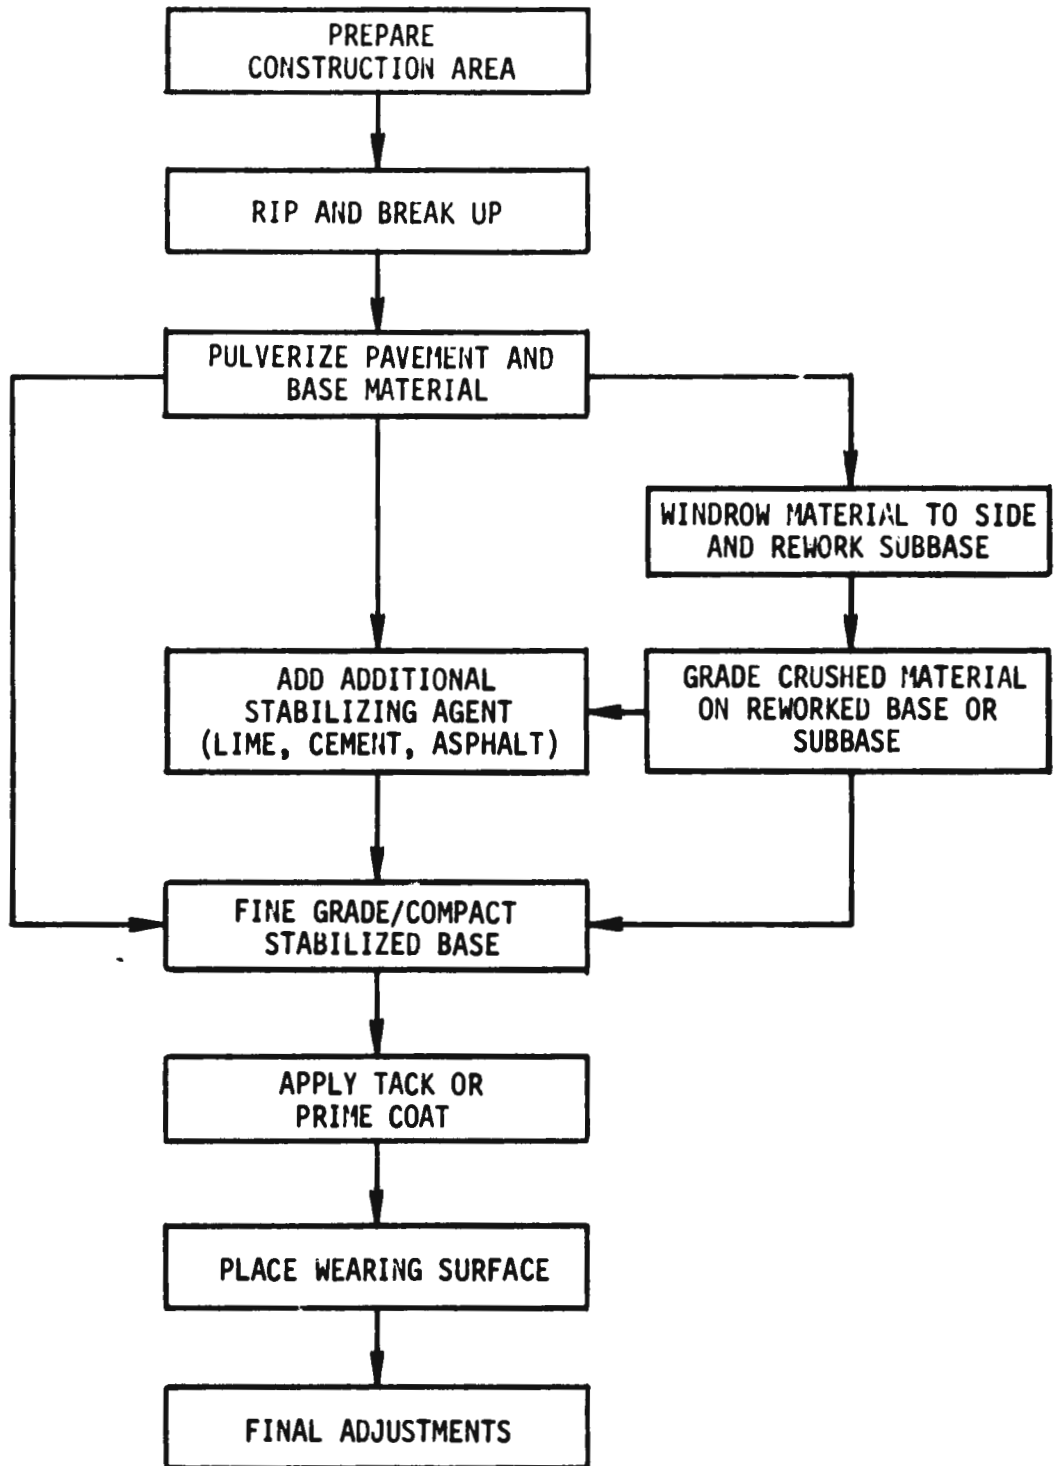 PREPARE
CONSTRUCTION AREA
RIP AND BREAK UP
PULVERIZE PAVEMENT AND
BASE MATERIAL
WINDROW MATERIAL TO SIDE
AND REWORK SUBBASE
ADD ADDITIONAL
STABILIZING AGENT
(LIME, CEMENT, ASPHALT)
GRADE CRUSHED MATERIAL
ON REWORKED BASE OR
SUBBASE
FINE GRADE/COMPACT
STABILIZED BASE
APPLY TACK OR
PRIME COAT
PLACE WEARING SURFACE
FINAL ADJUSTMENTS